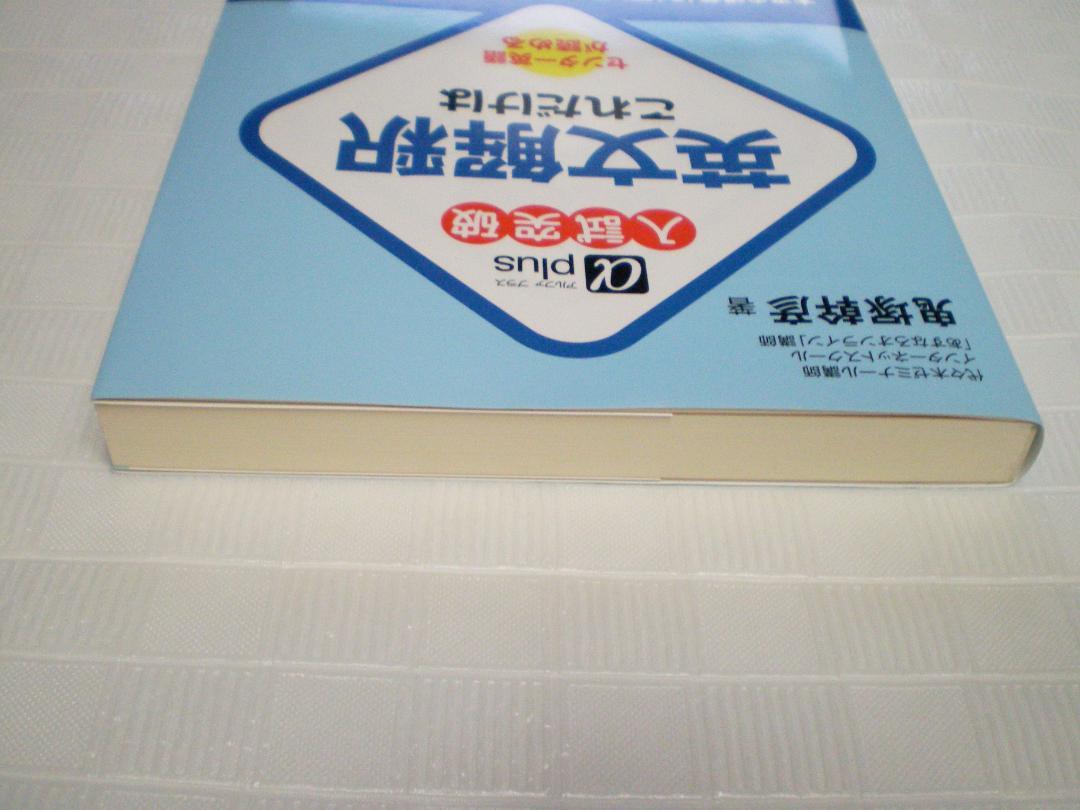 代々木ゼミナール講師
インターネットスクール
「あすなろオンライン」講師
鬼塚幹彦 著
α plus
アルファ プラス
入試突破
英文解釈
これだけは
センター英語
が読める